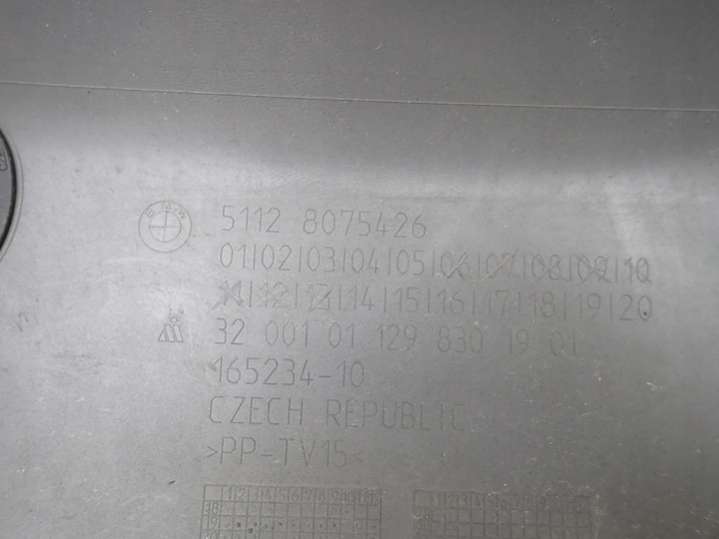 BMW
5112 8075426
01|02|03|04|05|06|07|08|09|10
11|12|13|14|15|16|17|18|19|20
32 001 01 129 830 19 01
165234-10
CZECH REPUBLIC
>PP-TV15<